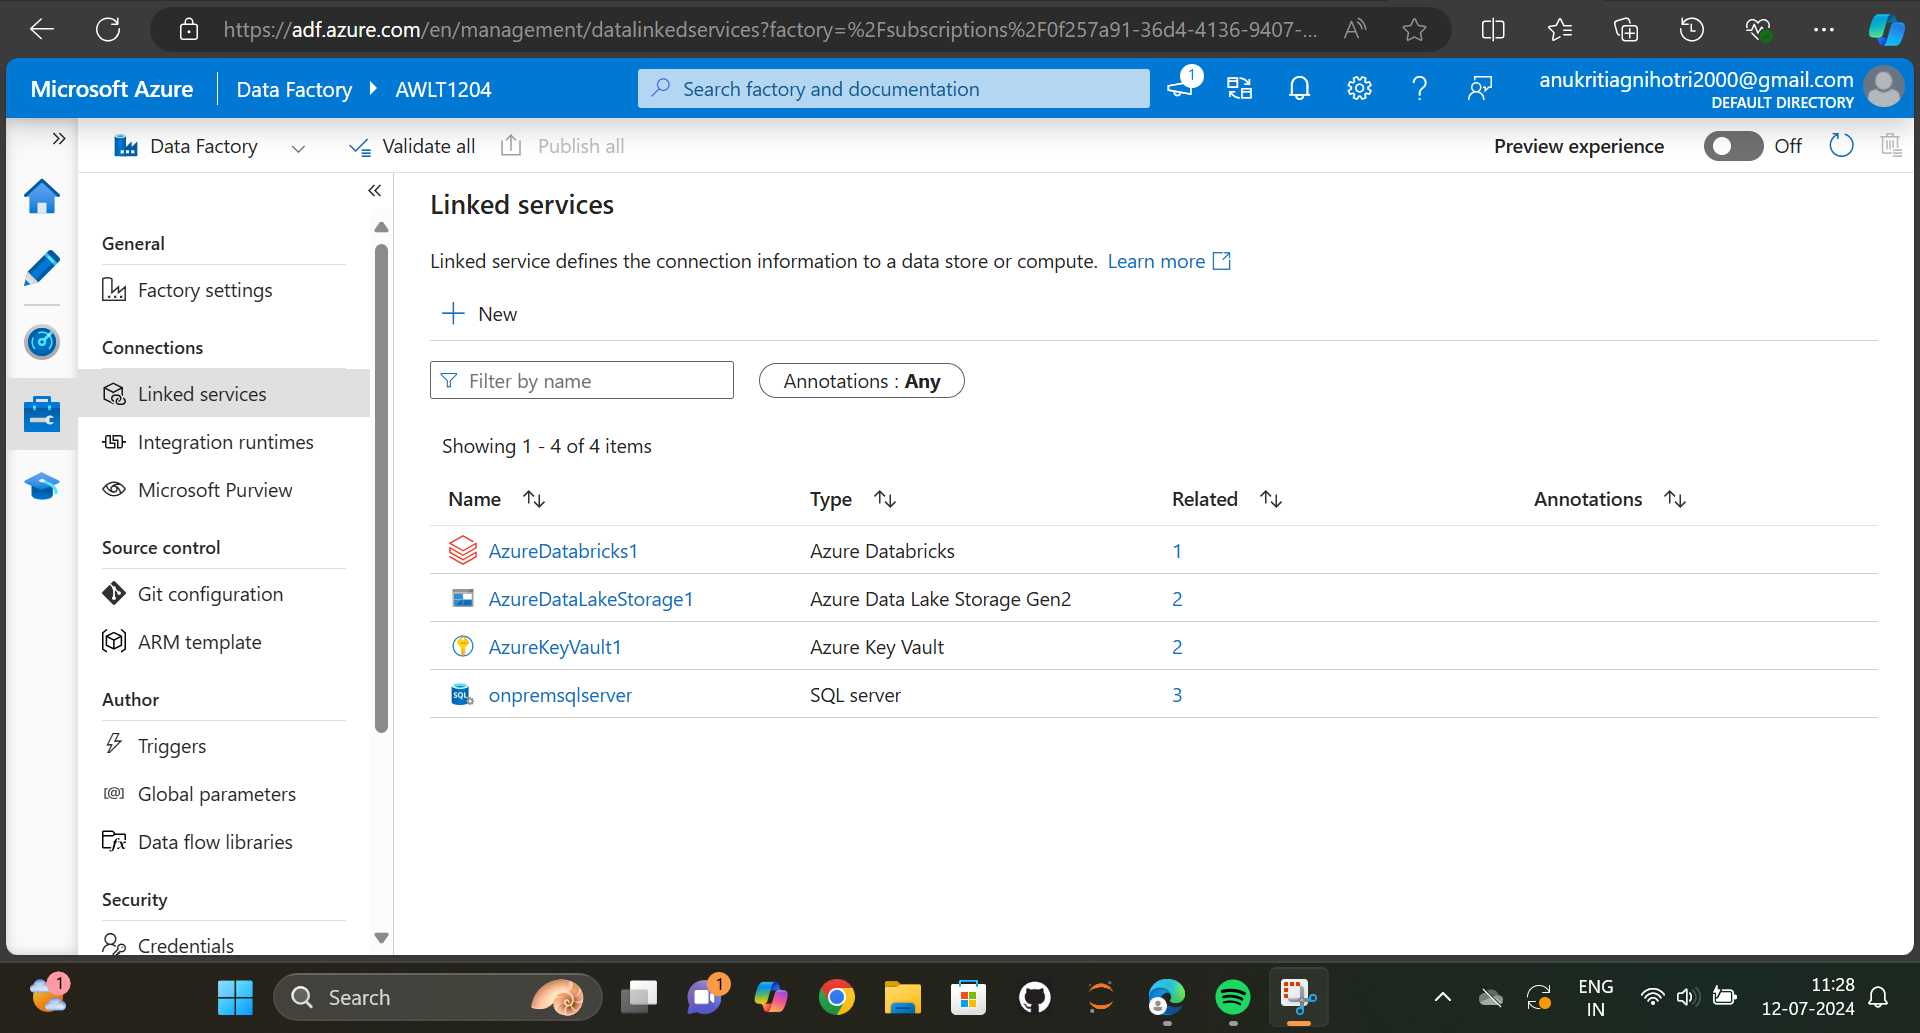 https://adf.azure.com/en/management/datalinkedservices?factory=%2Fsubscriptions%2F0f257a91-36d4-4136-9407-...
Microsoft Azure
Data Factory
AWLT1204
Search factory and documentation
1
anukritiagnihotri2000@gmail.com
DEFAULT DIRECTORY
Data Factory
Validate all
Publish all
Preview experience
Off
General
Factory settings
Connections
Linked services
Integration runtimes
Microsoft Purview
Source control
Git configuration
ARM template
Author
Triggers
Global parameters
Data flow libraries
Security
Credentials
Linked services
Linked service defines the connection information to a data store or compute. Learn more
New
Filter by name
Annotations : Any
Showing 1 - 4 of 4 items
Name Type Related Annotations
AzureDatabricks1 Azure Databricks 1
AzureDataLakeStorage1 Azure Data Lake Storage Gen2 2
AzureKeyVault1 Azure Key Vault 2
SQL onpremsqlserver SQL server 3
1
Search
1
ENG
IN
11:28
12-07-2024